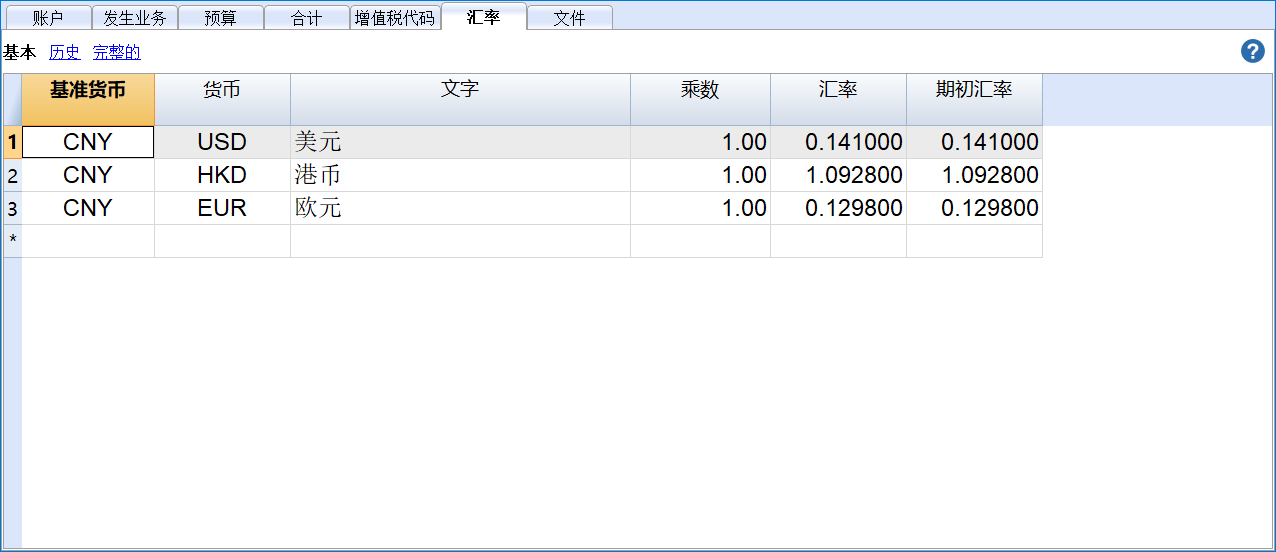 账户 发生业务 预算 合计 增值税代码 汇率 文件
基本 历史 完整的 ?
基准货币 货币 文字 乘数 汇率 期初汇率
1 CNY USD 美元 1.00 0.141000 0.141000
2 CNY HKD 港币 1.00 1.092800 1.092800
3 CNY EUR 欧元 1.00 0.129800 0.129800
*